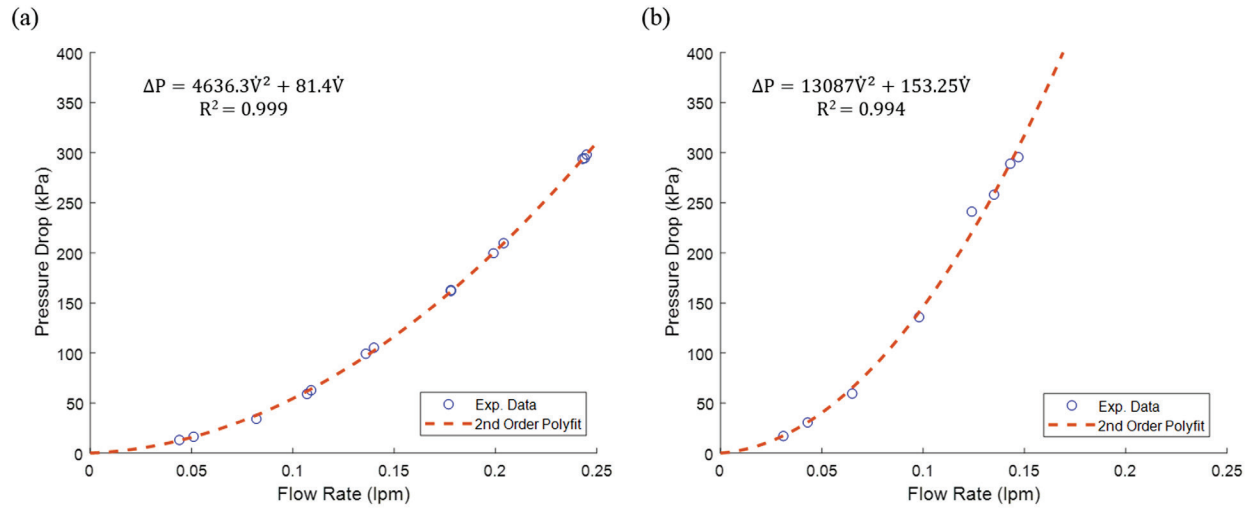 (a)
400
350
300
250
200
150
100
50
0
Pressure Drop (kPa)
ΔP = 4636.3V̇² + 81.4V̇
R² = 0.999
Exp. Data
2nd Order Polyfit
0 0.05 0.1 0.15 0.2 0.25
Flow Rate (lpm)
(b)
400
350
300
250
200
150
100
50
0
Pressure Drop (kPa)
ΔP = 13087V̇² + 153.25V̇
R² = 0.994
Exp. Data
2nd Order Polyfit
0 0.05 0.1 0.15 0.2 0.25
Flow Rate (lpm)